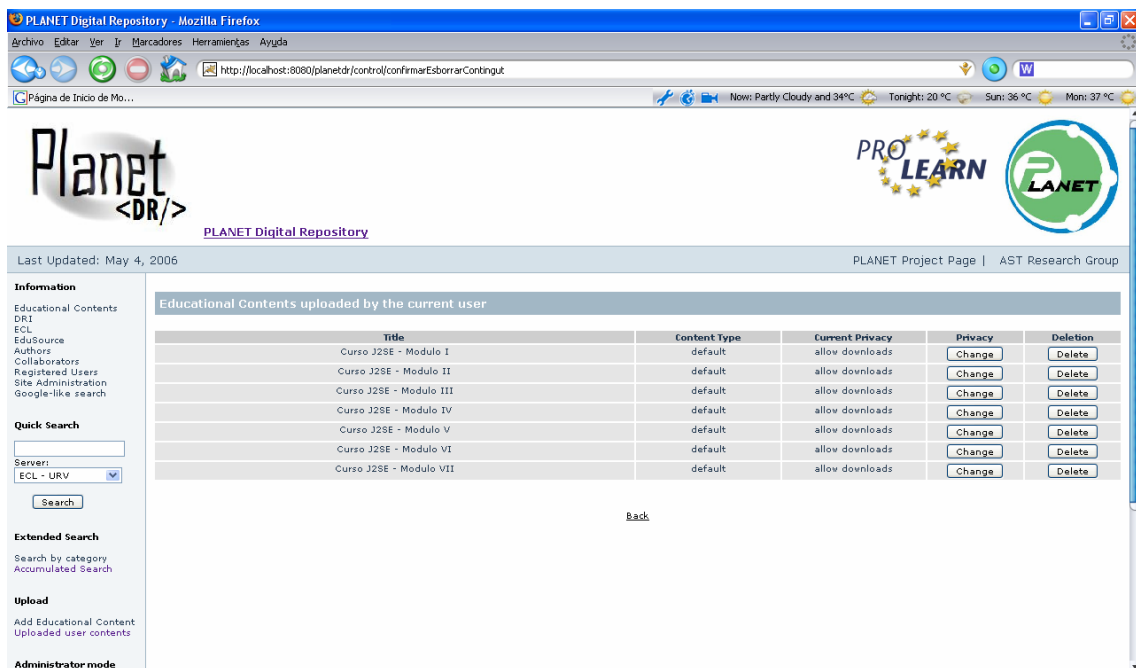 PLANET Digital Repository - Mozilla Firefox
Archivo Editar Ver Ir Marcadores Herramientas Ayuda
http://localhost:8080/planetdr/control/confirmarEsborrarContingut
W
G Página de Inicio de Mo...
Now: Partly Cloudy and 34°C Tonight: 20 °C Sun: 36 °C Mon: 37 °C
Planet
<DR/>
PLANET Digital Repository
PRO
LEARN
PLANET
Last Updated: May 4, 2006
PLANET Project Page | AST Research Group
Information
Educational Contents
DRI
ECL
EduSource
Authors
Collaborators
Registered Users
Site Administration
Google-like search
Quick Search
Server:
ECL - URV
Search
Extended Search
Search by category
Accumulated Search
Upload
Add Educational Content
Uploaded user contents
Administrator mode
Educational Contents uploaded by the current user
Title Content Type Current Privacy Privacy Deletion
Curso J2SE - Modulo I default allow downloads Change Delete
Curso J2SE - Modulo II default allow downloads Change Delete
Curso J2SE - Modulo III default allow downloads Change Delete
Curso J2SE - Modulo IV default allow downloads Change Delete
Curso J2SE - Modulo V default allow downloads Change Delete
Curso J2SE - Modulo VI default allow downloads Change Delete
Curso J2SE - Modulo VII default allow downloads Change Delete
Back